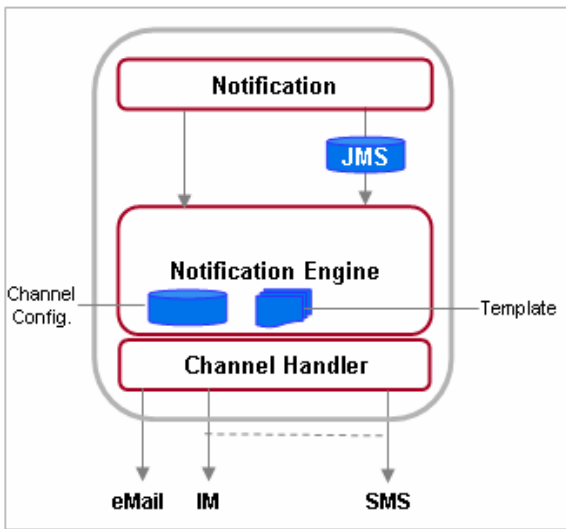 Notification
JMS
Notification Engine
Channel
Config.
Template
Channel Handler
eMail
IM
SMS